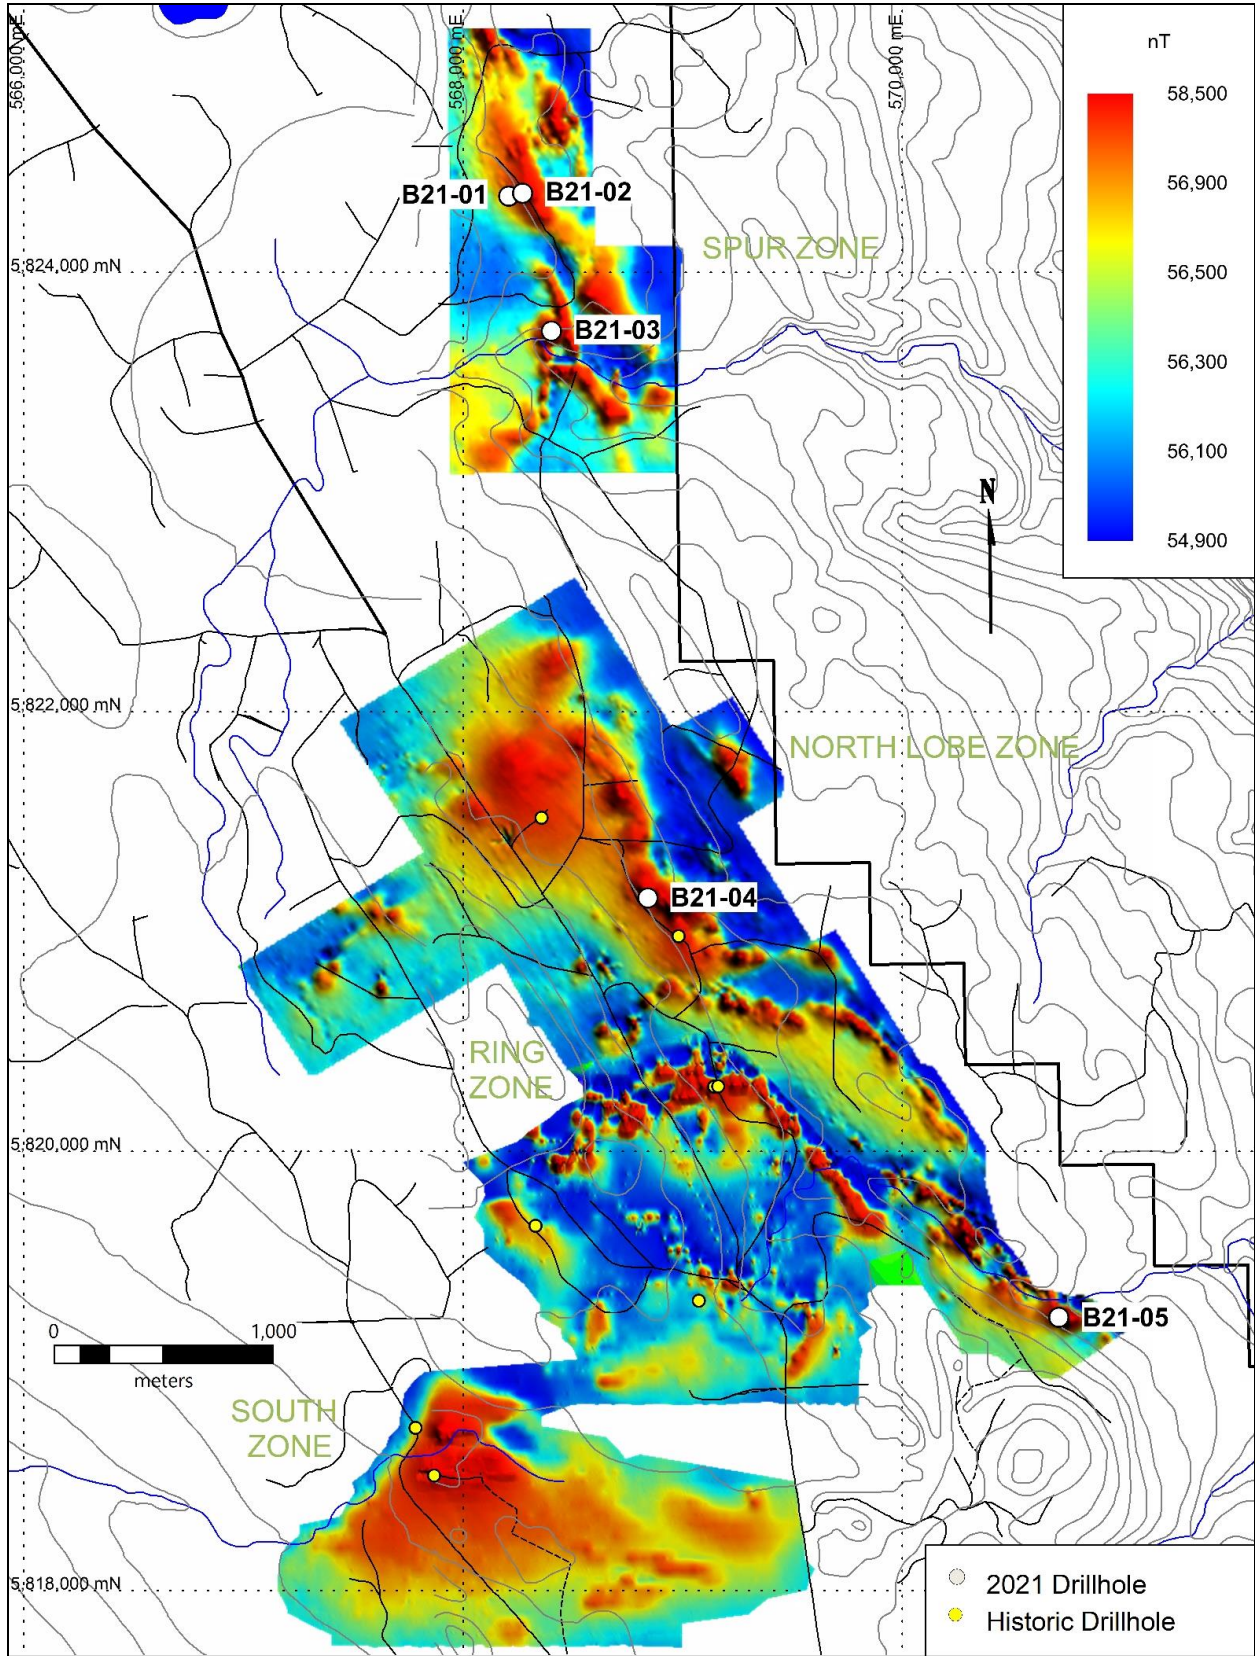 566,000 mE
568,000 mE
570,000 mE
nT
58,500
56,900
56,500
56,300
56,100
54,900
B21-01
B21-02
SPUR ZONE
5,824,000 mN
B21-03
N
5,822,000 mN
NORTH LOBE ZONE
B21-04
RING
ZONE
5,820,000 mN
B21-05
0
1,000
meters
SOUTH
ZONE
5,818,000 mN
2021 Drillhole
Historic Drillhole